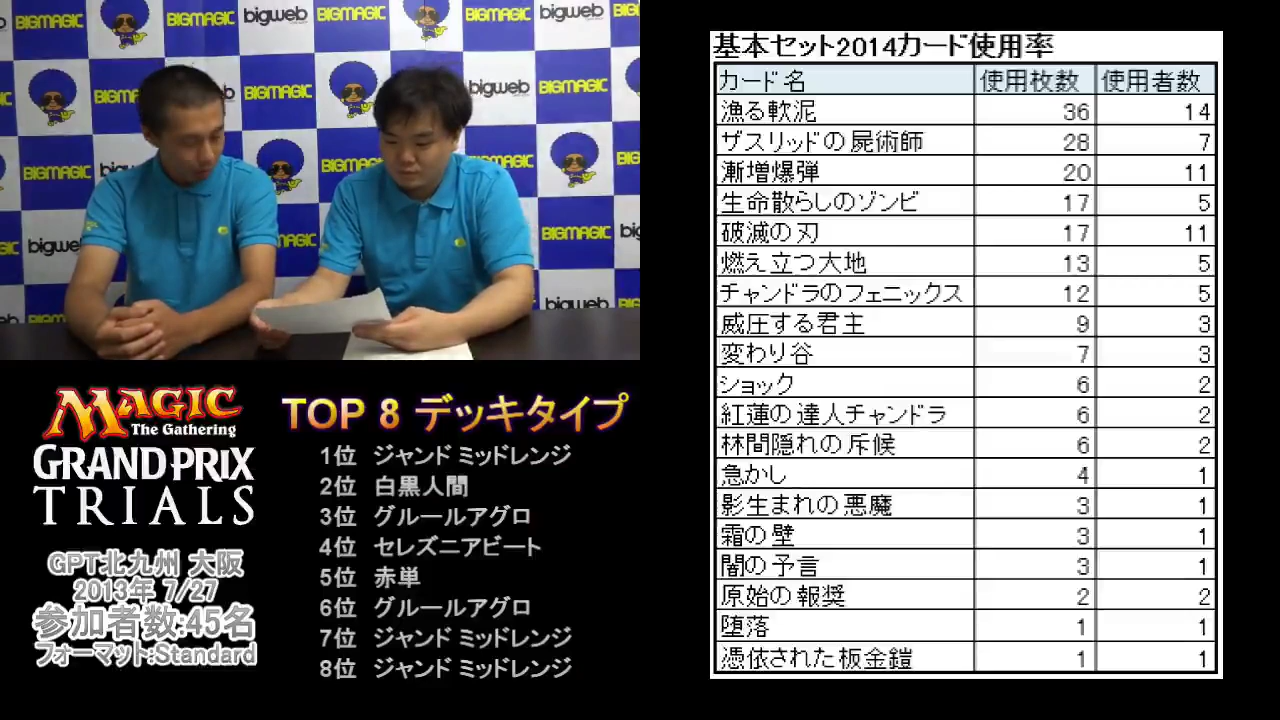 BIGMAGIC bigweb BIGMAGIC bigweb
BIGMAGIC bigweb BIGMAGIC
BIGMAGIC BIGMAGIC
BIGMAGIC
bigweb
bigweb
基本セット2014カード使用率
カード名 使用枚数 使用者数
漁る軟泥 36 14
ザスリッドの屍術師 28 7
漸増爆弾 20 11
生命散らしのゾンビ 17 5
破滅の刃 17 11
燃え立つ大地 13 5
チャンドラのフェニックス 12 5
威圧する君主 9 3
変わり谷 7 3
ショック 6 2
紅蓮の達人チャンドラ 6 2
林間隠れの斥候 6 2
急かし 4 1
影生まれの悪魔 3 1
霜の壁 3 1
闇の予言 3 1
原始の報奨 2 2
堕落 1 1
憑依された板金鎧 1 1
MAGIC
The Gathering
GRAND PRIX
TRIALS
GPT北九州 大阪
2013年 7/27
参加者数:45名
フォーマット:Standard
TOP 8 デッキタイプ
1位 ジャンド ミッドレンジ
2位 白黒人間
3位 グルールアグロ
4位 セレズニアビート
5位 赤単
6位 グルールアグロ
7位 ジャンド ミッドレンジ
8位 ジャンド ミッドレンジ